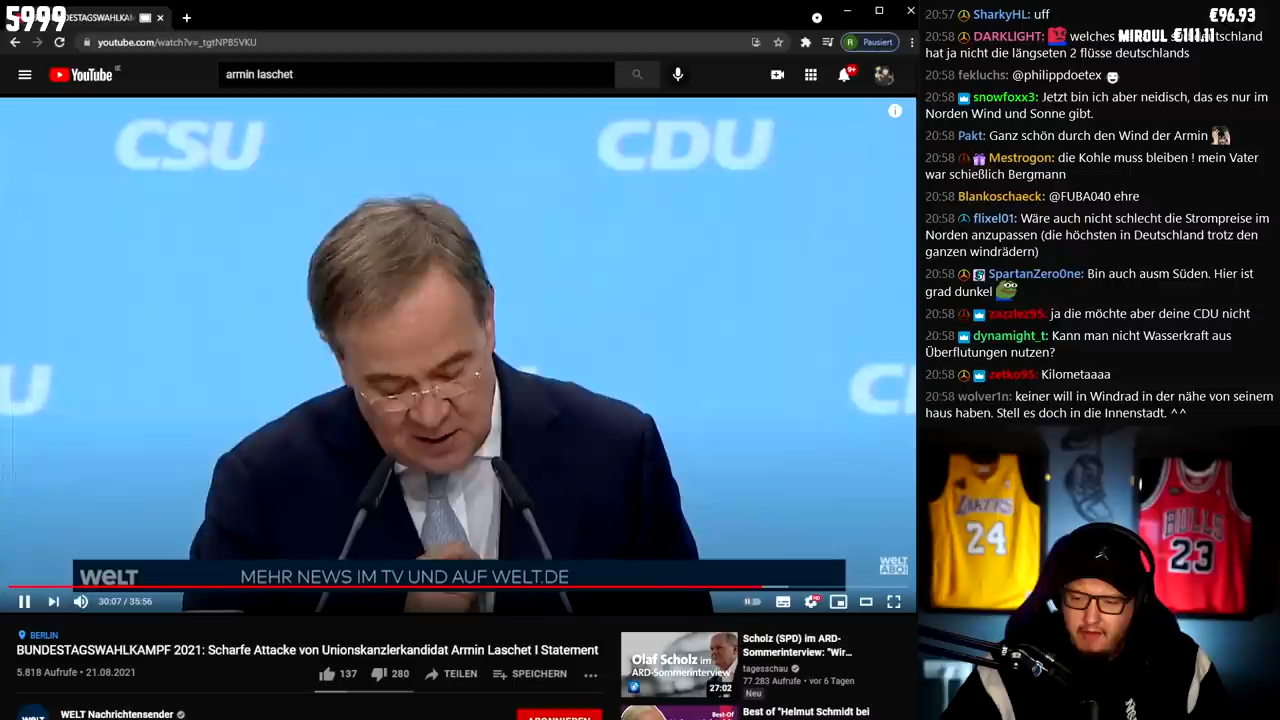 5999
youtube.com/watch?v=_tgtNPB5VKU
Pausiert
YouTube
armin laschet
9+
CSU
CDU
WELT
MEHR NEWS IM TV UND AUF WELT.DE
30:07 / 35:56
BERLIN
BUNDESTAGSWAHLKAMPF 2021: Scharfe Attacke von Unionskanzlerkandidat Armin Laschet I Statement
5.818 Aufrufe • 21.08.2021
137
280
TEILEN
SPEICHERN
WELT Nachrichtensender
ABONNIEREN
Olaf Scholz im
ARD-Sommerinterview
27:02
Scholz (SPD) im ARD-
Sommerinterview: "Wir...
tagesschau
77.283 Aufrufe • vor 6 Tagen
Neu
Best of "Helmut Schmidt bei
€96.93
MIROUL €111.11
20:57 SharkyHL: uff
20:58 DARKLIGHT: welches
hat ja nicht die längseten 2 flüsse deutschlands
20:58 fekluchs: @philippdoetex
20:58 snowfoxx3: Jetzt bin ich aber neidisch, das es nur im
Norden Wind und Sonne gibt.
20:58 Pakt: Ganz schön durch den Wind der Armin
20:58 Mestrogon: die Kohle muss bleiben ! mein Vater
war schießlich Bergmann
20:58 Blankoschaeck: @FUBA040 ehre
20:58 flixel01: Wäre auch nicht schlecht die Strompreise im
Norden anzupassen (die höchsten in Deutschland trotz den
ganzen windrädern)
20:58 SpartanZero0ne: Bin auch ausm Süden. Hier ist
grad dunkel
20:58 zazzlez95: ja die möchte aber deine CDU nicht
20:58 dynamight_t: Kann man nicht Wasserkraft aus
Überflutungen nutzen?
20:58 zetko95: Kilometaaaa
20:58 wolver1n: keiner will in Windrad in der nähe von seinem
haus haben. Stell es doch in die Innenstadt. ^^
24
BULLS
23